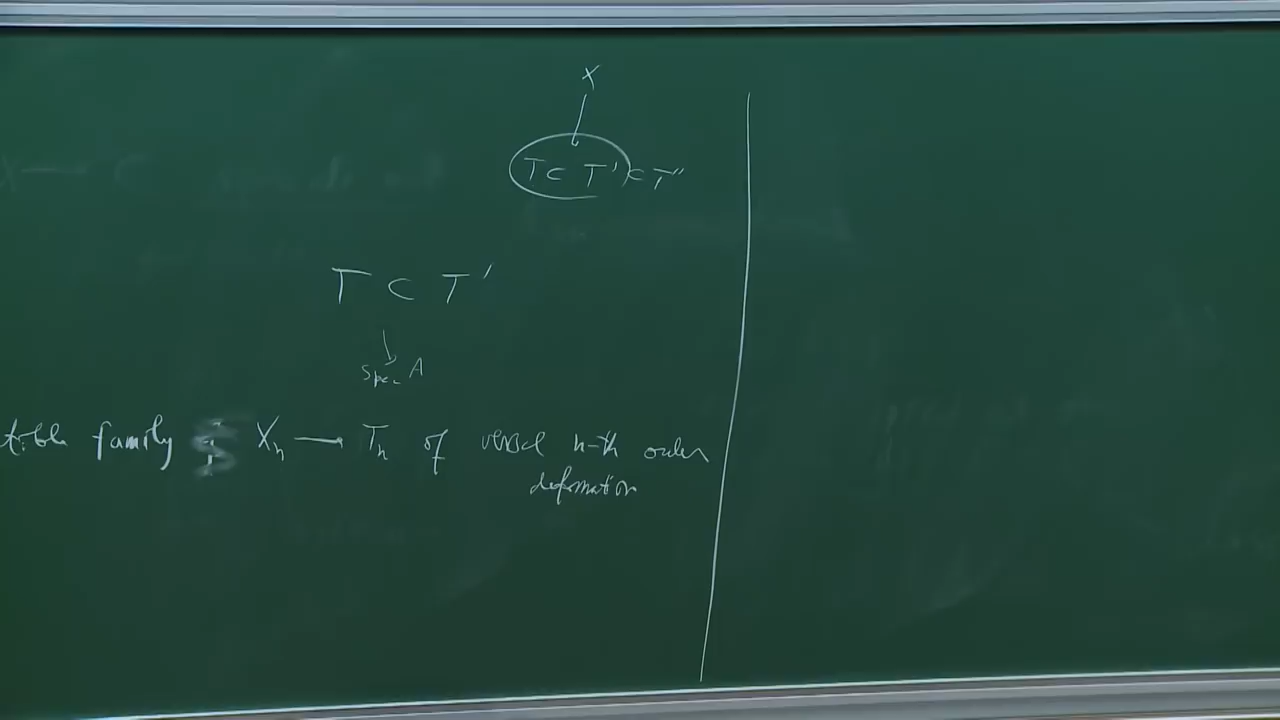 X
T ⊂ T' ⊂ T''
T ⊂ T'
Spec A
family X_n — T_n of versal n-th order
deformation